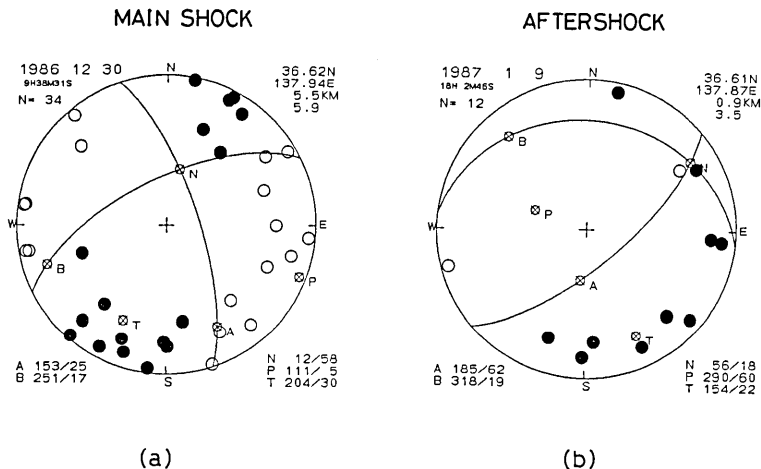 MAIN SHOCK
1986 12 30
9H38M31S
N= 34
36.62N
137.94E
5.5KM
5.9
N
W
E
S
N
B
P
T
A
A 153/25
B 251/17
N 12/58
P 111/ 5
T 204/30
(a)
AFTERSHOCK
1987 1 9
18H 2M46S
N= 12
36.61N
137.87E
0.9KM
3.5
N
W
E
S
B
N
P
A
T
A 185/62
B 318/19
N 56/18
P 290/60
T 154/22
(b)